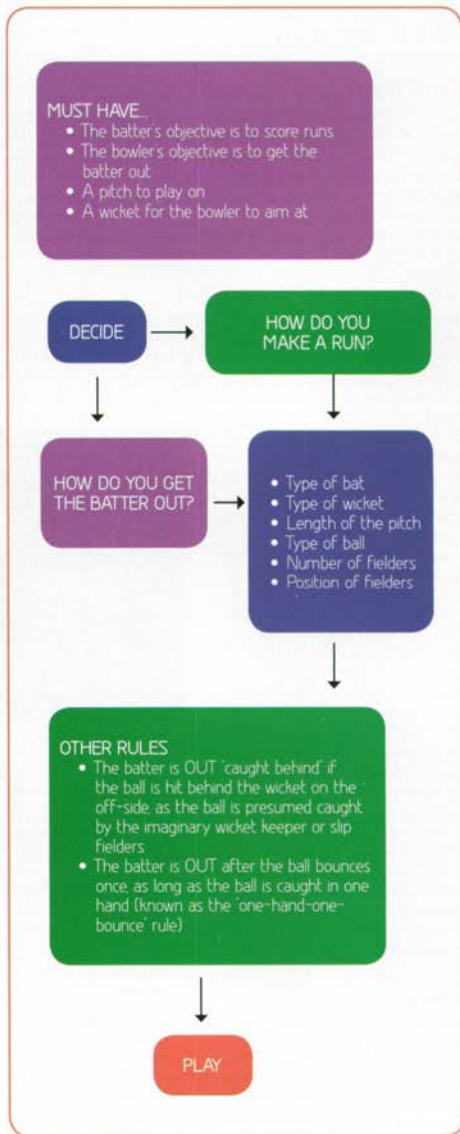 MUST HAVE...
• The batter's objective is to score runs
• The bowler's objective is to get the
batter out
• A pitch to play on
• A wicket for the bowler to aim at
DECIDE
HOW DO YOU
MAKE A RUN?
HOW DO YOU GET
THE BATTER OUT?
• Type of bat
• Type of wicket
• Length of the pitch
• Type of ball
• Number of fielders
• Position of fielders
OTHER RULES
• The batter is OUT 'caught behind' if
the ball is hit behind the wicket on the
off-side, as the ball is presumed caught
by the imaginary wicket keeper or slip
fielders
• The batter is OUT after the ball bounces
once, as long as the ball is caught in one
hand (known as the 'one-hand-one-
bounce' rule)
PLAY